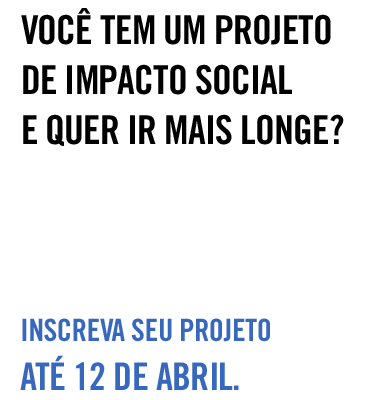 VOCÊ TEM UM PROJETO
DE IMPACTO SOCIAL
E QUER IR MAIS LONGE?
INSCREVA SEU PROJETO
ATÉ 12 DE ABRIL.